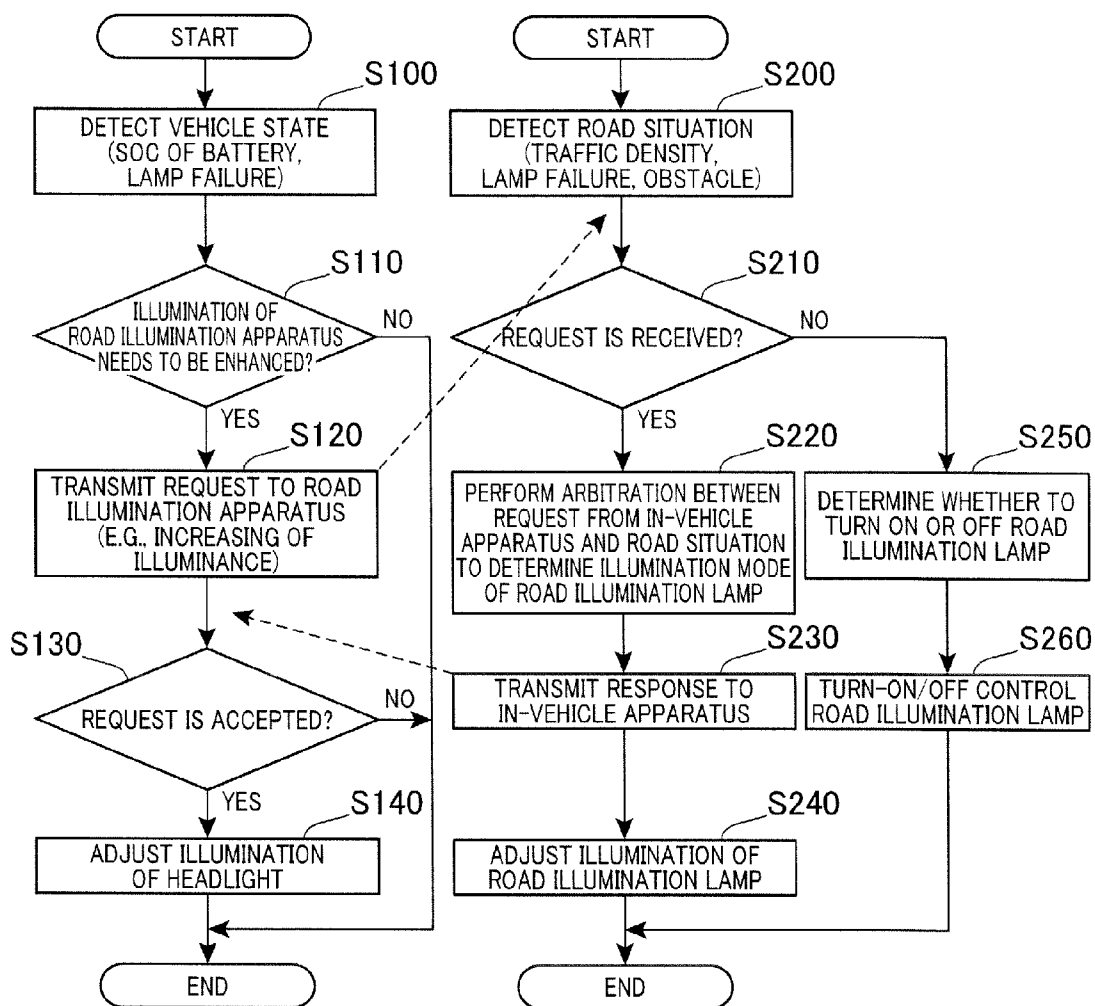 START
S100
DETECT VEHICLE STATE
(SOC OF BATTERY,
LAMP FAILURE)
S110
ILLUMINATION OF
ROAD ILLUMINATION APPARATUS
NEEDS TO BE ENHANCED?
NO
YES
S120
TRANSMIT REQUEST TO ROAD
ILLUMINATION APPARATUS
(E.G., INCREASING OF
ILLUMINANCE)
S130
REQUEST IS ACCEPTED?
NO
YES
S140
ADJUST ILLUMINATION
OF HEADLIGHT
END
START
S200
DETECT ROAD SITUATION
(TRAFFIC DENSITY,
LAMP FAILURE, OBSTACLE)
S210
REQUEST IS RECEIVED?
NO
YES
S220
PERFORM ARBITRATION BETWEEN
REQUEST FROM IN-VEHICLE
APPARATUS AND ROAD SITUATION
TO DETERMINE ILLUMINATION MODE
OF ROAD ILLUMINATION LAMP
S230
TRANSMIT RESPONSE TO
IN-VEHICLE APPARATUS
S240
ADJUST ILLUMINATION OF
ROAD ILLUMINATION LAMP
END
S250
DETERMINE WHETHER TO
TURN ON OR OFF ROAD
ILLUMINATION LAMP
S260
TURN-ON/OFF CONTROL
ROAD ILLUMINATION LAMP